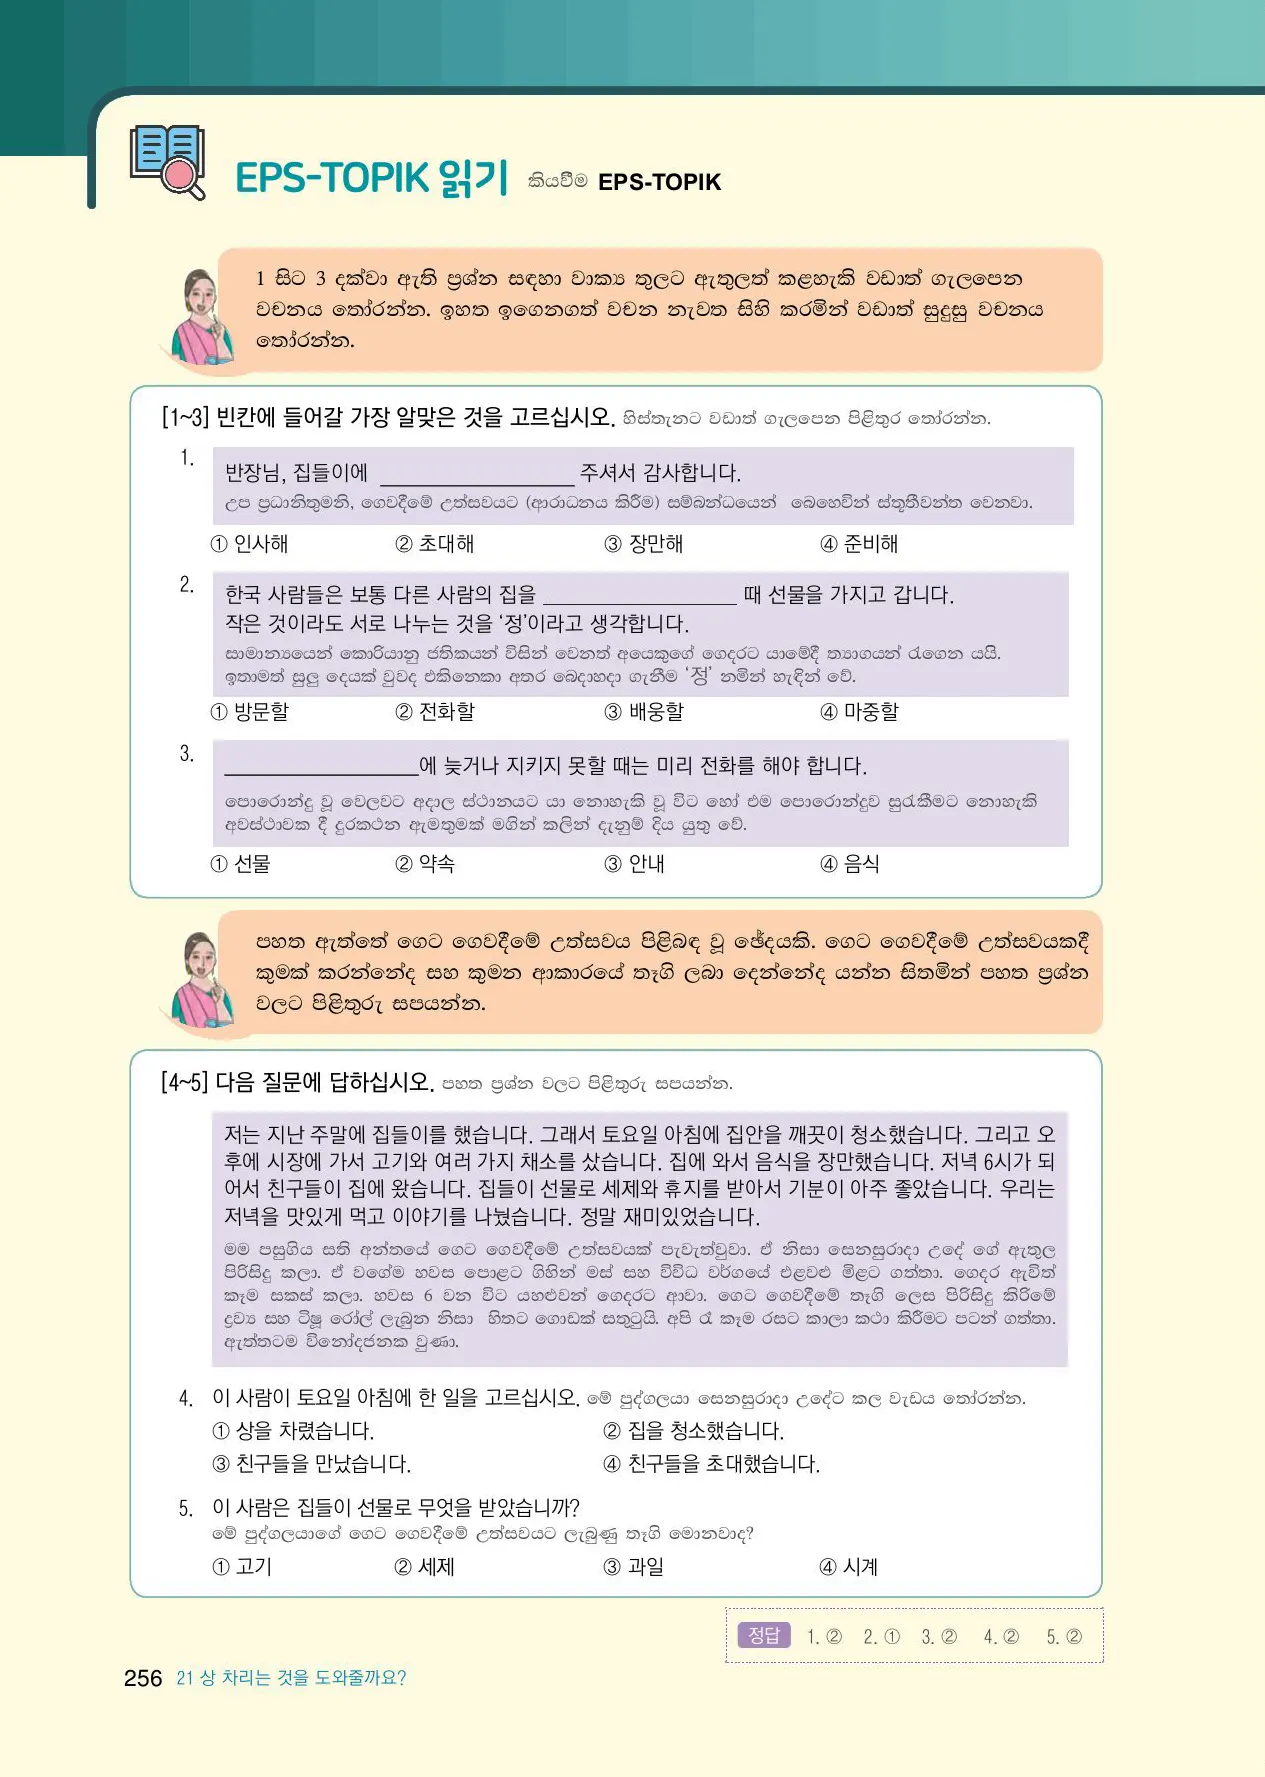 EPS-TOPIK 읽기 කියවීම EPS-TOPIK
1 සිට 3 දක්වා ඇති ප්‍රශ්න සඳහා වාක්‍ය තුලට ඇතුලත් කළහැකි වඩාත් ගැලපෙන
වචනය තෝරන්න. ඉහත ඉගෙනගත් වචන නැවත සිහි කරමින් වඩාත් සුදුසු වචනය
තෝරන්න.
[1~3] 빈칸에 들어갈 가장 알맞은 것을 고르십시오. හිස්තැනට වඩාත් ගැලපෙන පිළිතුර තෝරන්න.
1. 반장님, 집들이에 ________________ 주셔서 감사합니다.
උප ප්‍රධානිතුමනි, ගෙවදීමේ උත්සවයට (ආරාධනය කිරීම) සම්බන්ධයෙන් බෙහෙවින් ස්තූතිවන්ත වෙනවා.
① 인사해 ② 초대해 ③ 장만해 ④ 준비해
2. 한국 사람들은 보통 다른 사람의 집을 ________________ 때 선물을 가지고 갑니다.
작은 것이라도 서로 나누는 것을 ‘정’이라고 생각합니다.
සාමාන්‍යයෙන් කොරියානු ජතිකයන් විසින් වෙනත් අයෙකුගේ ගෙදරට යාමේදී ත්‍යාගයන් රැගෙන යයි.
ඉතාමත් සුලු දෙයක් වුවද එකිනෙකා අතර බෙදාහදා ගැනීම ‘정’ නමින් හැඳින් වේ.
① 방문할 ② 전화할 ③ 배웅할 ④ 마중할
3. ________________에 늦거나 지키지 못할 때는 미리 전화를 해야 합니다.
පොරොන්දු වූ වෙලවට අදාල ස්ථානයට යා නොහැකි වූ විට හෝ එම පොරොන්දුව සුරැකීමට නොහැකි
අවස්ථාවක දී දුරකථන ඇමතුමක් මගින් කලින් දැනුම් දිය යුතු වේ.
① 선물 ② 약속 ③ 안내 ④ 음식
පහත ඇත්තේ ගෙට ගෙවදීමේ උත්සවය පිළිබඳ වූ ඡේදයකි. ගෙට ගෙවදීමේ උත්සවයකදී
කුමක් කරන්නේද සහ කුමන ආකාරයේ තෑගි ලබා දෙන්නේද යන්න සිතමින් පහත ප්‍රශ්න
වලට පිළිතුරු සපයන්න.
[4~5] 다음 질문에 답하십시오. පහත ප්‍රශ්න වලට පිළිතුරු සපයන්න.
저는 지난 주말에 집들이를 했습니다. 그래서 토요일 아침에 집안을 깨끗이 청소했습니다. 그리고 오
후에 시장에 가서 고기와 여러 가지 채소를 샀습니다. 집에 와서 음식을 장만했습니다. 저녁 6시가 되
어서 친구들이 집에 왔습니다. 집들이 선물로 세제와 휴지를 받아서 기분이 아주 좋았습니다. 우리는
저녁을 맛있게 먹고 이야기를 나눴습니다. 정말 재미있었습니다.
මම පසුගිය සති අන්තයේ ගෙට ගෙවදීමේ උත්සවයක් පැවැත්වුවා. ඒ නිසා සෙනසුරාදා උදේ ගේ ඇතුල
පිරිසිදු කලා. ඒ වගේම හවස පොළට ගිහින් මස් සහ විවිධ වර්ගයේ එළවළු මිළට ගත්තා. ගෙදර ඇවිත්
කෑම සකස් කලා. හවස 6 වන විට යහළුවන් ගෙදරට ආවා. ගෙට ගෙවදීමේ තෑගි ලෙස පිරිසිදු කිරිමේ
ද්‍රව්‍ය සහ ටිෂූ රෝල් ලැබුන නිසා හිතට ගොඩක් සතුටුයි. අපි රෑ කෑම රසට කාලා කථා කිරීමට පටන් ගත්තා.
ඇත්තටම විනෝදජනක වුණා.
4. 이 사람이 토요일 아침에 한 일을 고르십시오. මේ පුද්ගලයා සෙනසුරාදා උදේට කල වැඩය තෝරන්න.
① 상을 차렸습니다. ② 집을 청소했습니다.
③ 친구들을 만났습니다. ④ 친구들을 초대했습니다.
5. 이 사람은 집들이 선물로 무엇을 받았습니까?
මේ පුද්ගලයාගේ ගෙට ගෙවදීමේ උත්සවයට ලැබුණු තෑගි මොනවාද?
① 고기 ② 세제 ③ 과일 ④ 시계
정답 1. ② 2. ① 3. ② 4. ② 5. ②
256 21 상 차리는 것을 도와줄까요?